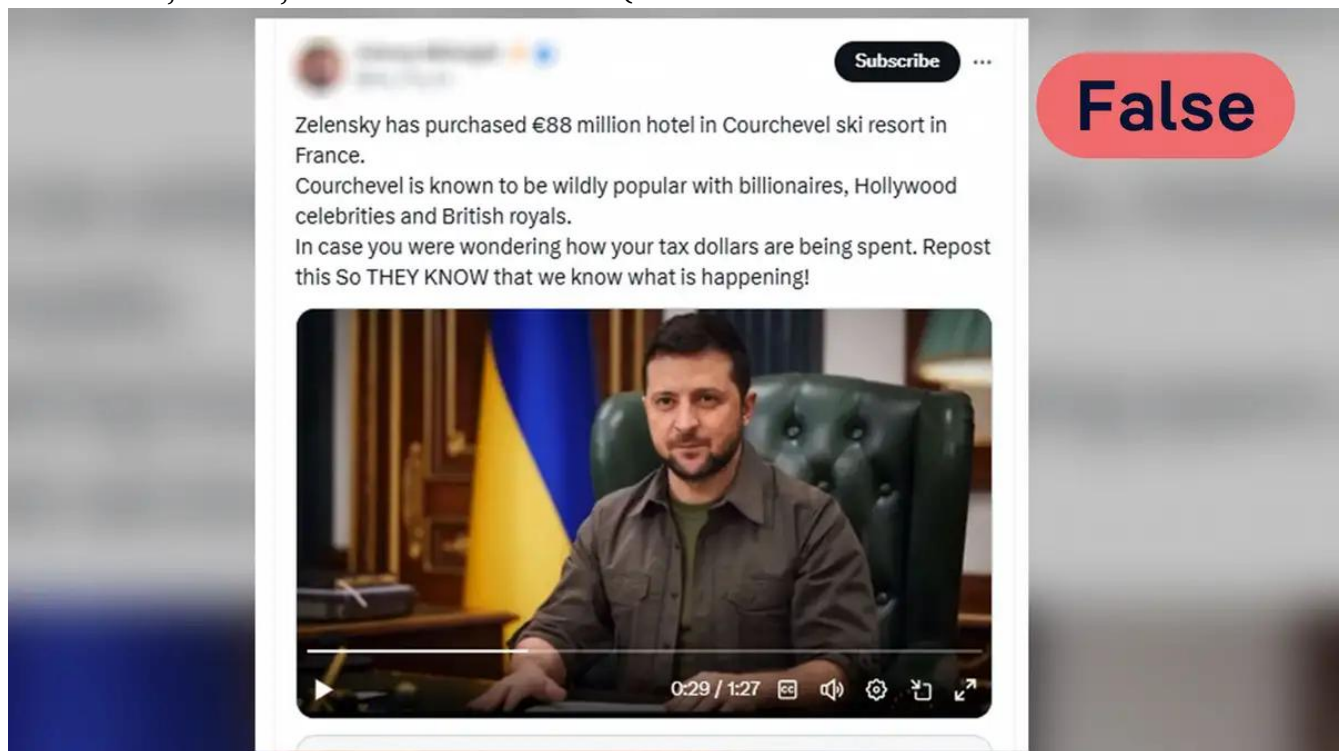 Subscribe
False
Zelensky has purchased €88 million hotel in Courchevel ski resort in
France.
Courchevel is known to be wildly popular with billionaires, Hollywood
celebrities and British royals.
In case you were wondering how your tax dollars are being spent. Repost
this So THEY KNOW that we know what is happening!
0:29 / 1:27
CC